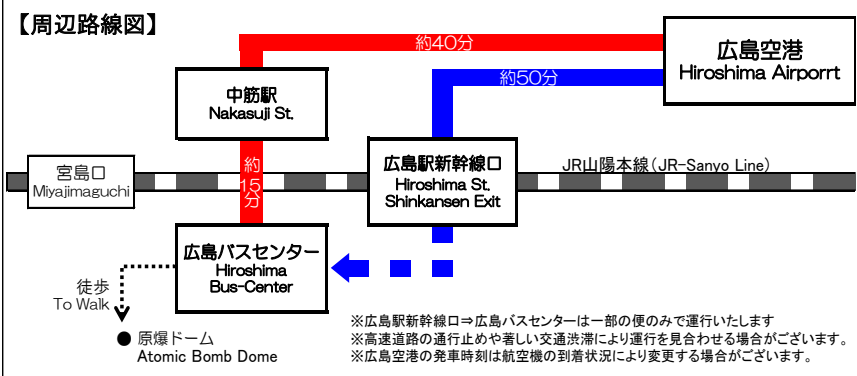 【周辺路線図】
約40分
広島空港
Hiroshima Airporrt
約50分
中筋駅
Nakasuji St.
約15分
宮島口
Miyajimaguchi
広島駅新幹線口
Hiroshima St.
Shinkansen Exit
JR山陽本線(JR-Sanyo Line)
広島バスセンター
Hiroshima
Bus-Center
徒歩
To Walk
● 原爆ドーム
Atomic Bomb Dome
※広島駅新幹線口⇒広島バスセンターは一部の便のみで運行いたします
※高速道路の通行止めや著しい交通渋滞により運行を見合わせる場合がございます。
※広島空港の発車時刻は航空機の到着状況により変更する場合がございます。